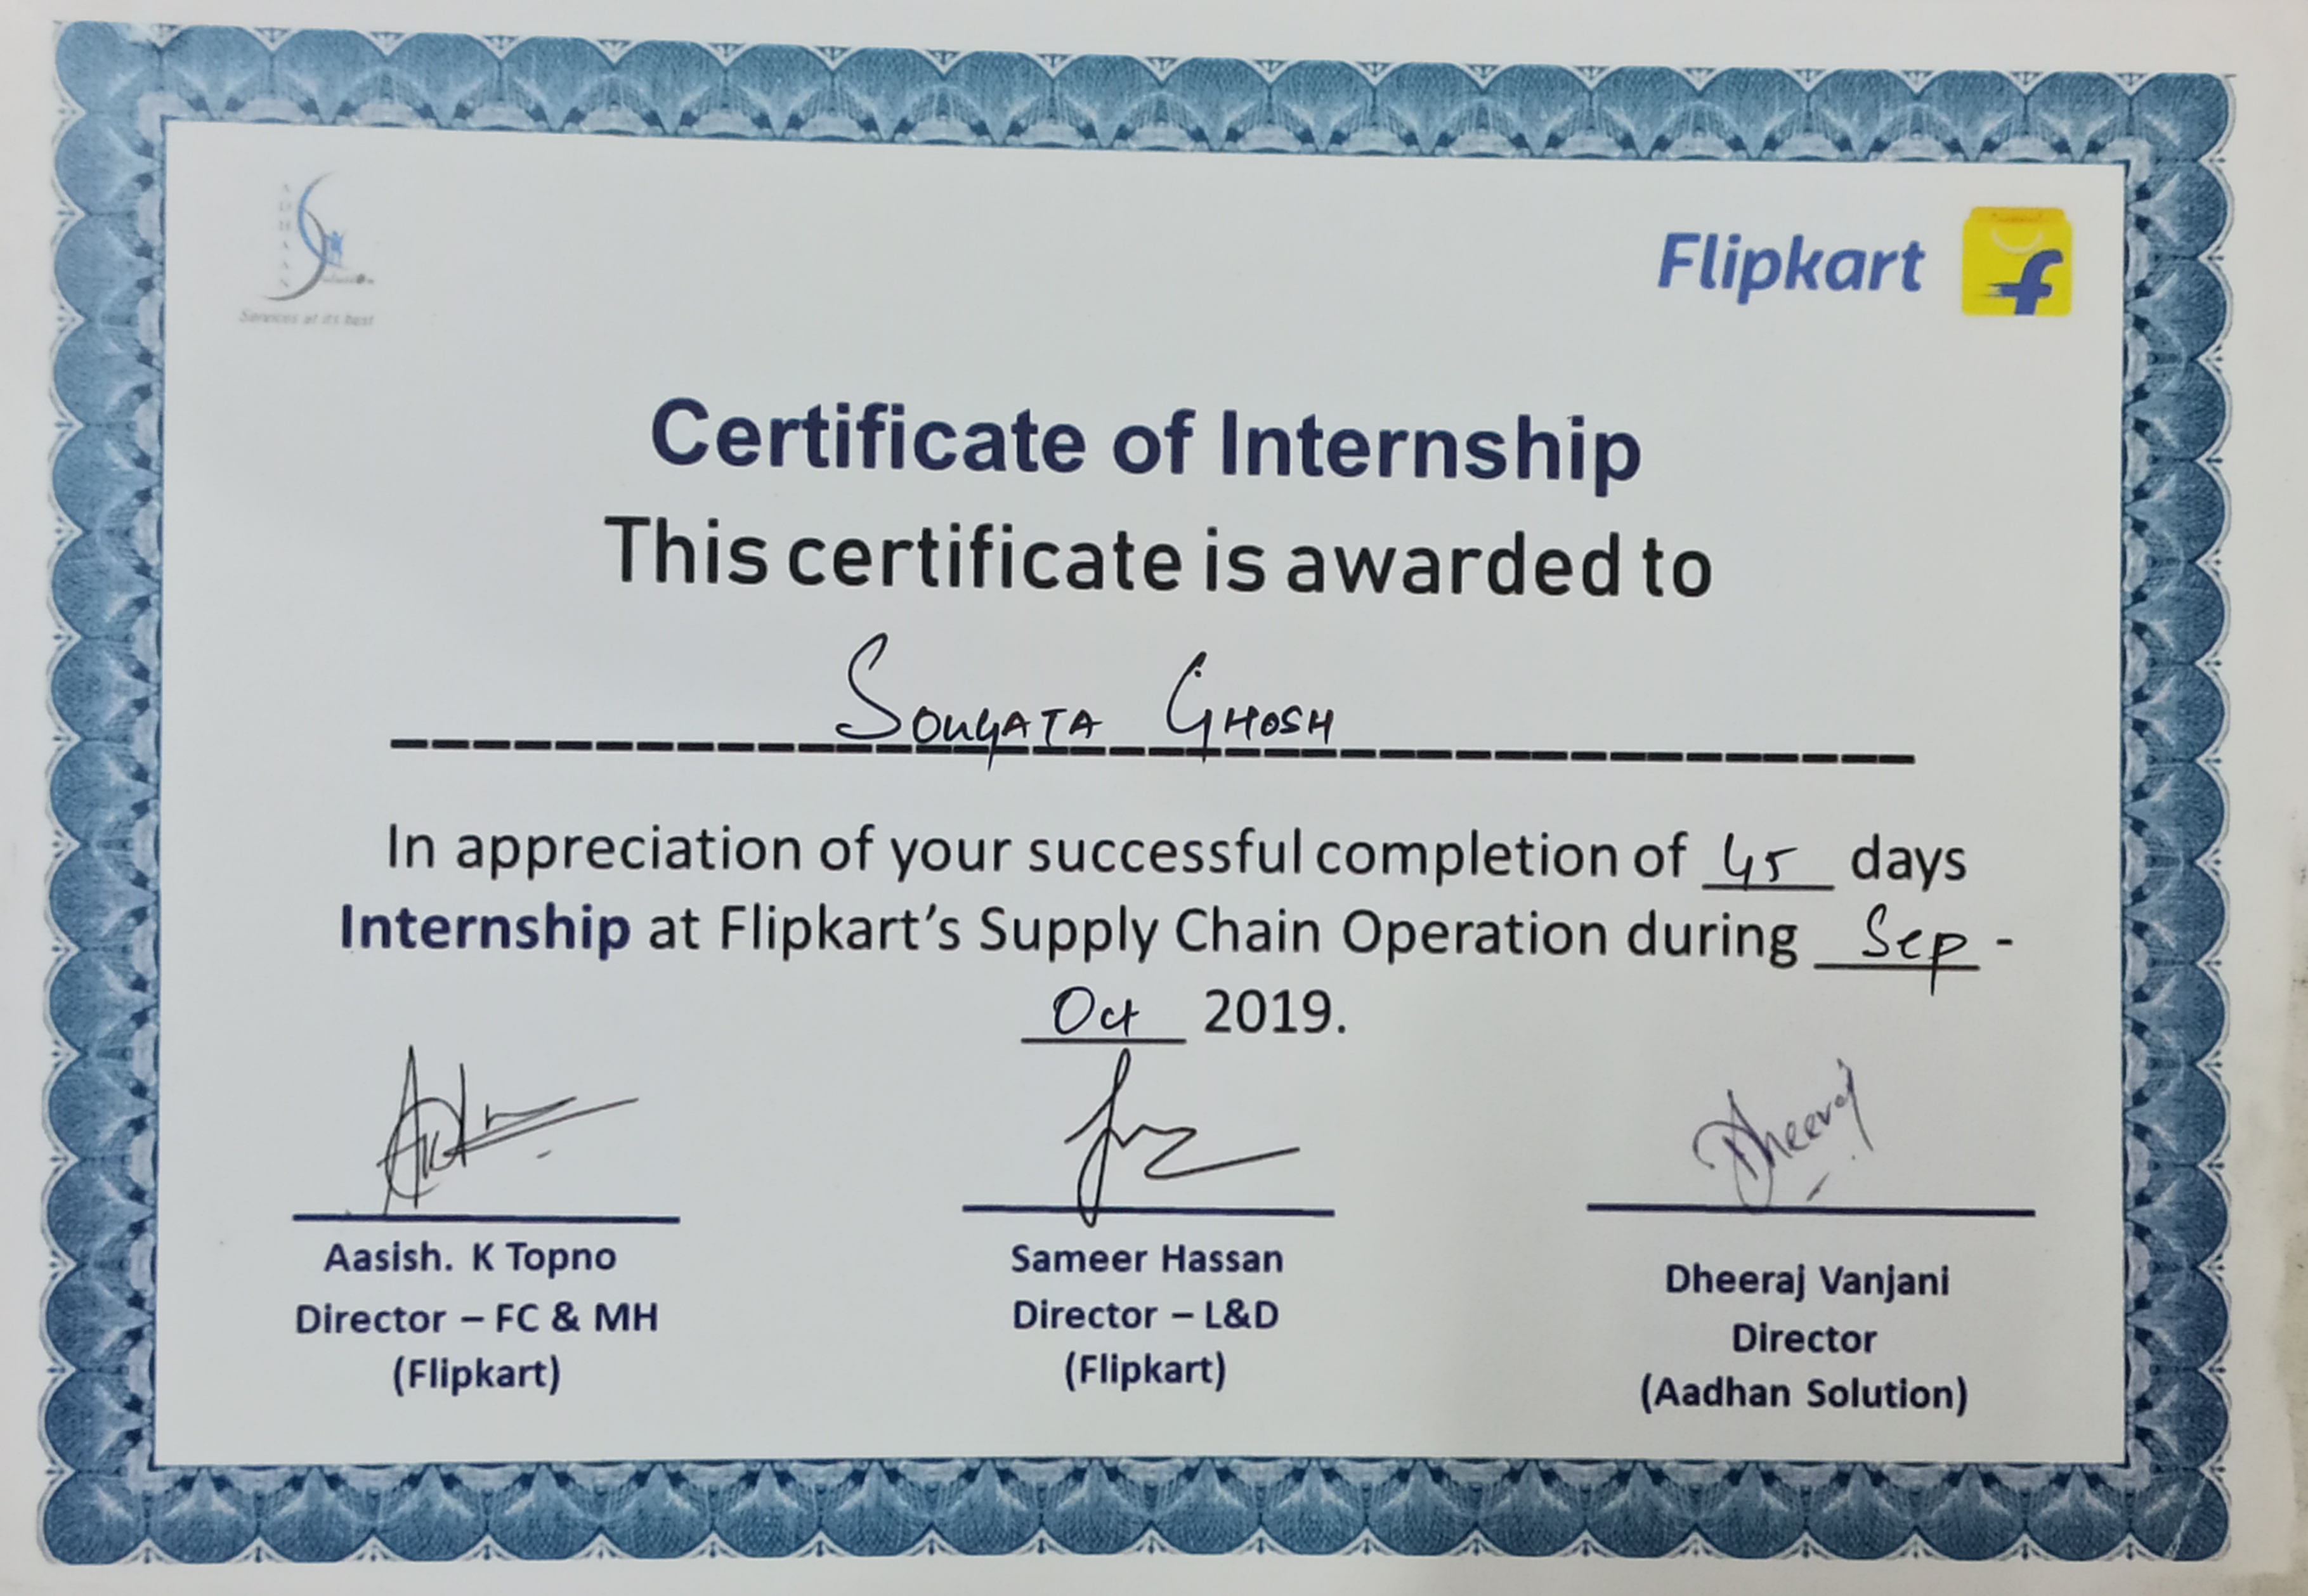 AADHAAN
Services at its best
Flipkart
Certificate of Internship
This certificate is awarded to
Sougata Ghosh
In appreciation of your successful completion of 45 days
Internship at Flipkart's Supply Chain Operation during Sep -
Oct 2019.
Dheeraj
Aasish. K Topno
Director – FC & MH
(Flipkart)
Sameer Hassan
Director – L&D
(Flipkart)
Dheeraj Vanjani
Director
(Aadhan Solution)